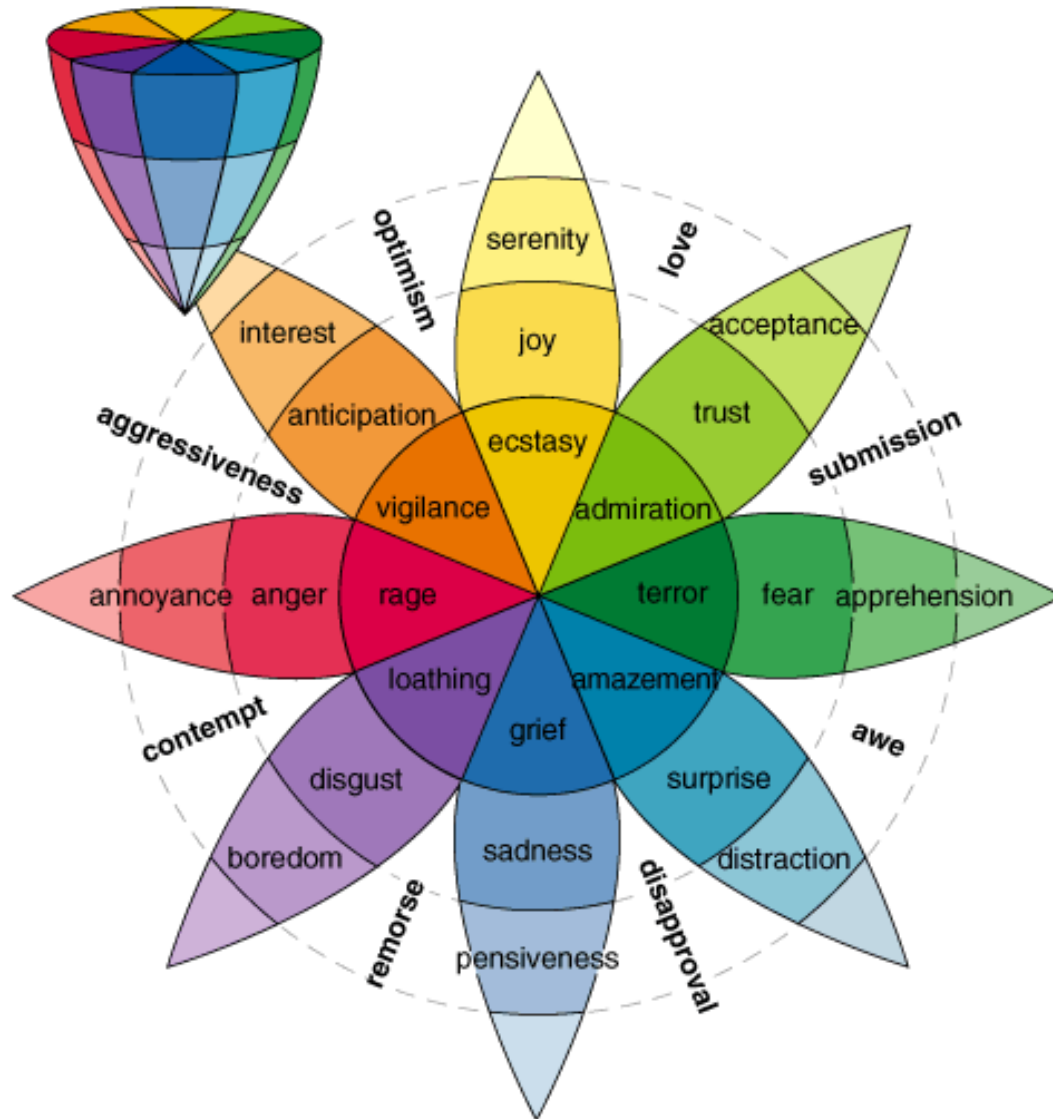 optimism
serenity
love
interest
joy
acceptance
anticipation
trust
aggressiveness
ecstasy
submission
vigilance
admiration
annoyance
anger
rage
terror
fear
apprehension
loathing
amazement
contempt
grief
awe
disgust
surprise
boredom
sadness
distraction
remorse
disapproval
pensiveness